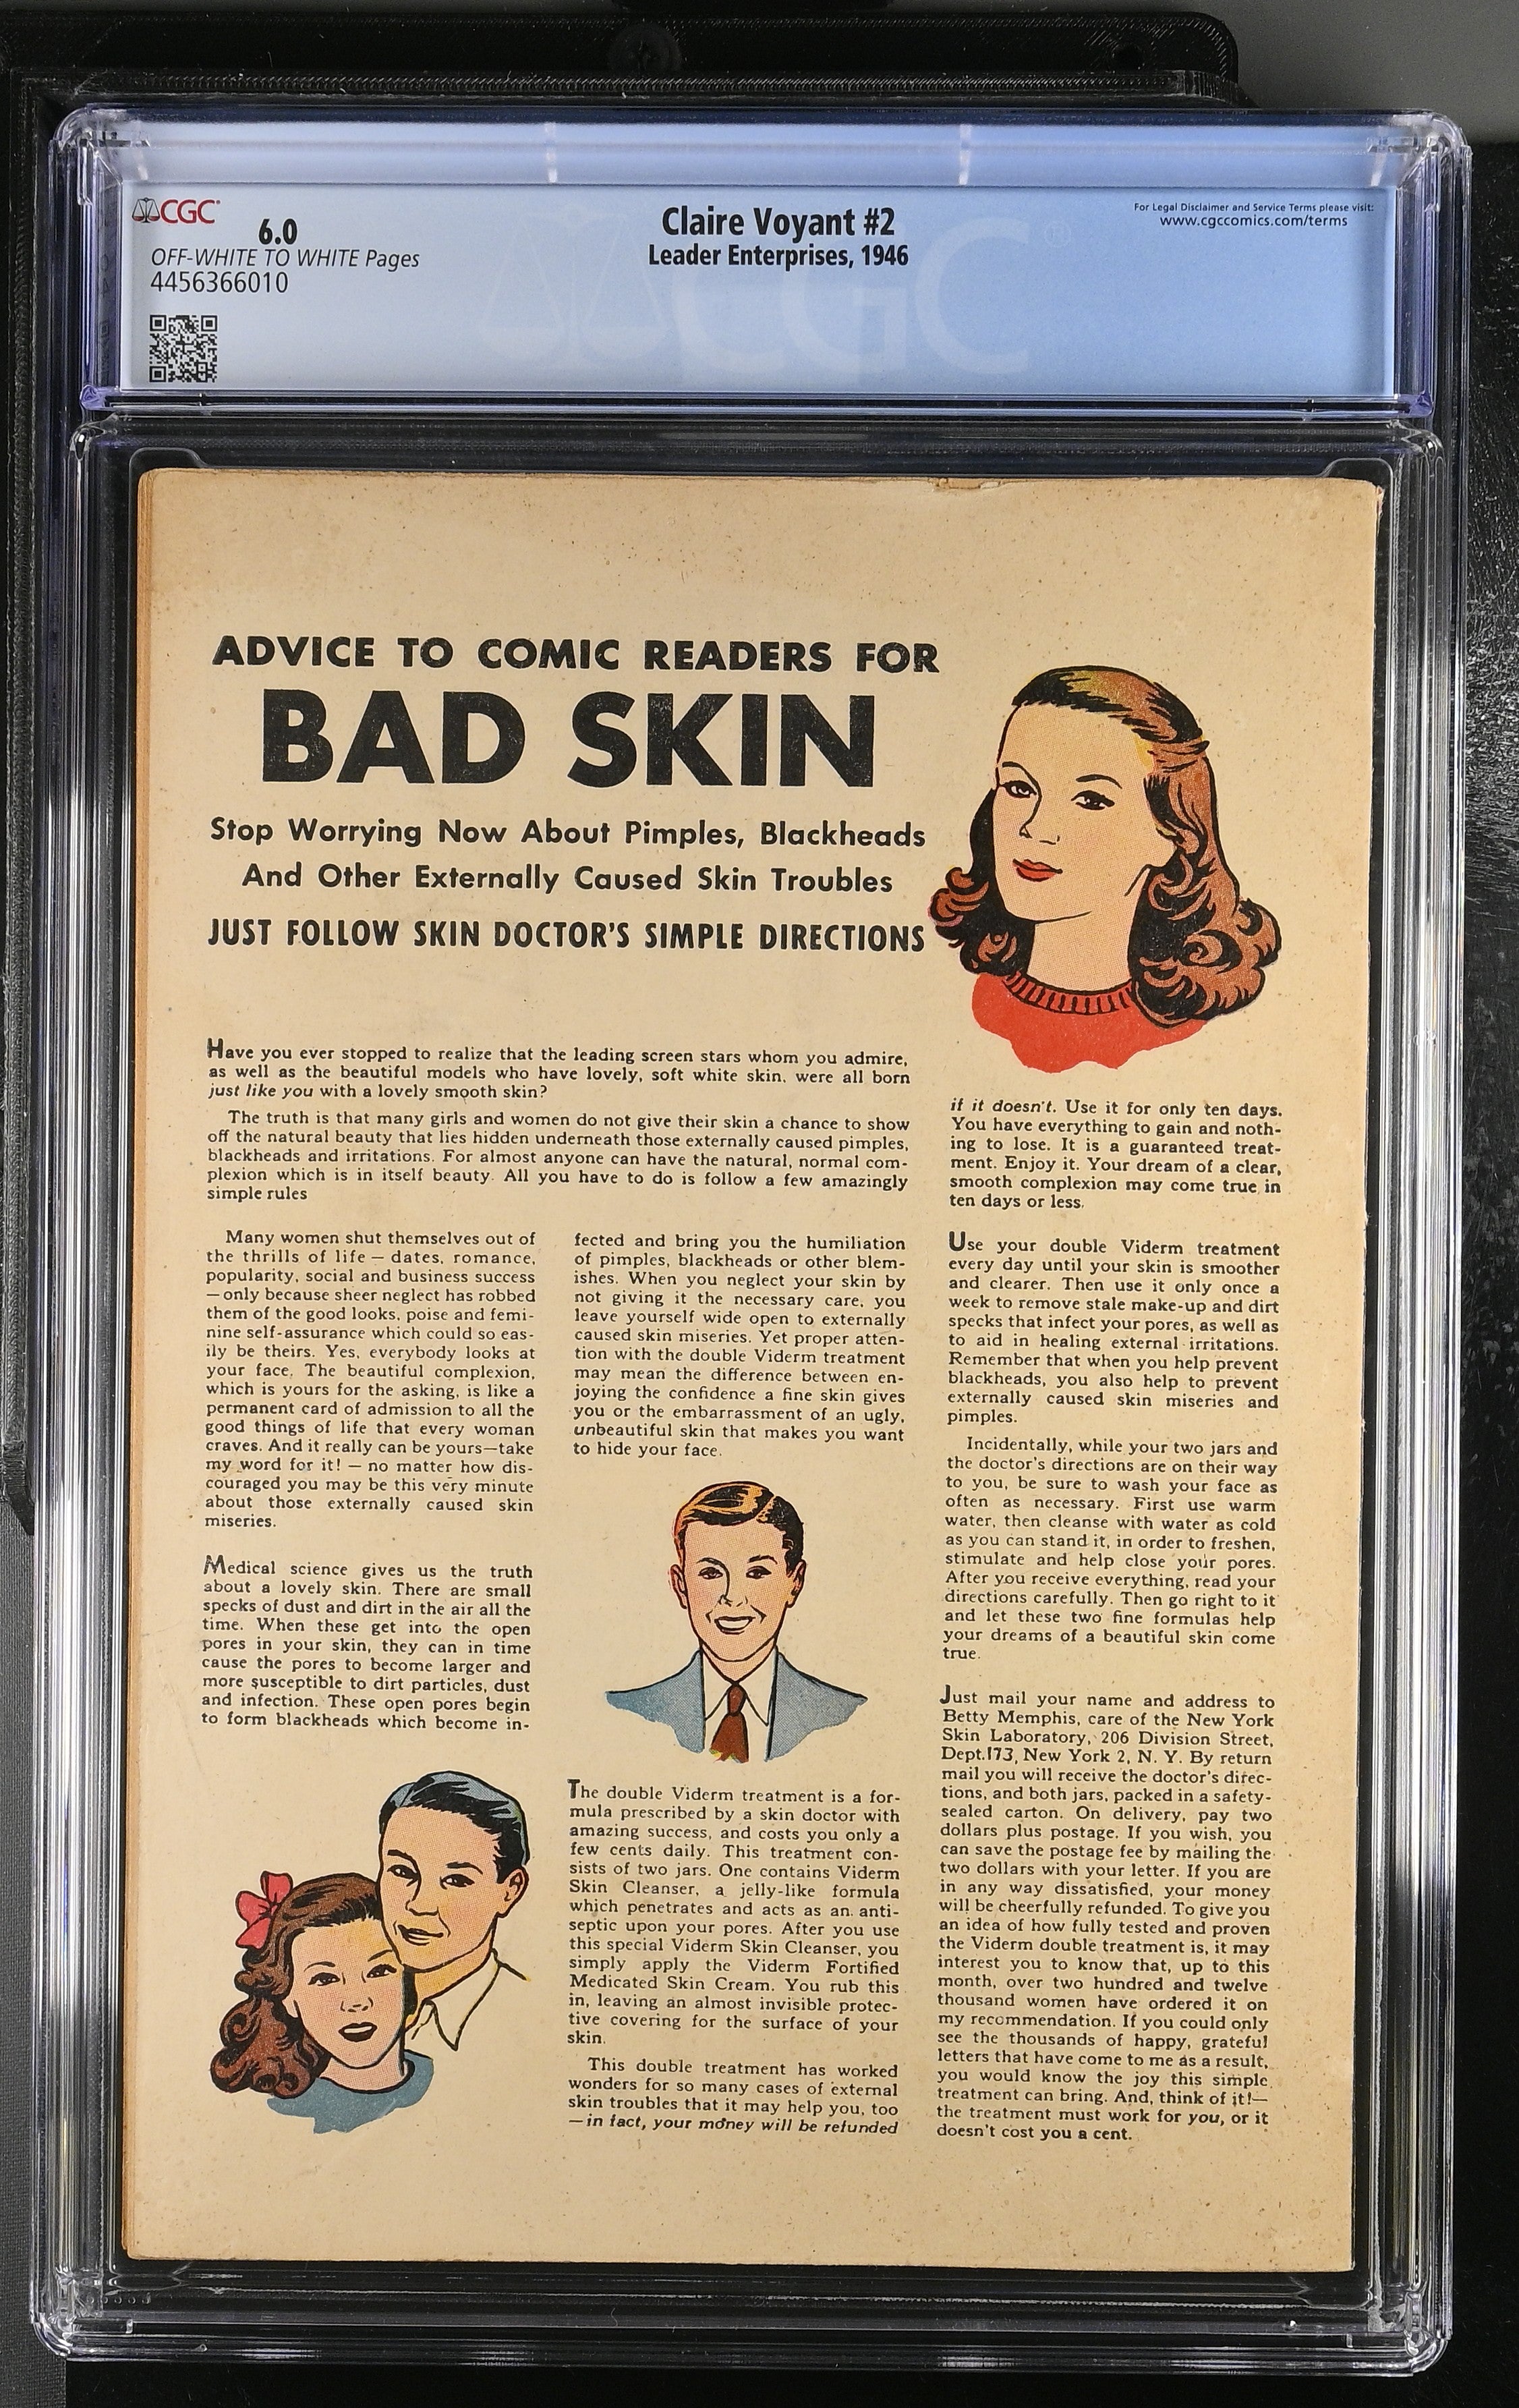 CGC
6.0
OFF-WHITE TO WHITE Pages
4456366010
Claire Voyant #2
Leader Enterprises, 1946
For Legal Disclaimer and Service Terms please visit:
www.cgccomics.com/terms
CGC
ADVICE TO COMIC READERS FOR
BAD SKIN
Stop Worrying Now About Pimples, Blackheads
And Other Externally Caused Skin Troubles
JUST FOLLOW SKIN DOCTOR'S SIMPLE DIRECTIONS
Have you ever stopped to realize that the leading screen stars whom you admire,
as well as the beautiful models who have lovely, soft white skin, were all born
just like you with a lovely smooth skin?
The truth is that many girls and women do not give their skin a chance to show
off the natural beauty that lies hidden underneath those externally caused pimples,
blackheads and irritations. For almost anyone can have the natural, normal com-
plexion which is in itself beauty. All you have to do is follow a few amazingly
simple rules
Many women shut themselves out of
the thrills of life — dates, romance,
popularity, social and business success
—only because sheer neglect has robbed
them of the good looks, poise and femi-
nine self-assurance which could so eas-
ily be theirs. Yes, everybody looks at
your face. The beautiful complexion,
which is yours for the asking, is like a
permanent card of admission to all the
good things of life that every woman
craves. And it really can be yours—take
my word for it! — no matter how dis-
couraged you may be this very minute
about those externally caused skin
miseries.
Medical science gives us the truth
about a lovely skin. There are small
specks of dust and dirt in the air all the
time. When these get into the open
pores in your skin, they can in time
cause the pores to become larger and
more susceptible to dirt particles, dust
and infection. These open pores begin
to form blackheads which become in-
fected and bring you the humiliation
of pimples, blackheads or other blem-
ishes. When you neglect your skin by
not giving it the necessary care, you
leave yourself wide open to externally
caused skin miseries. Yet proper atten-
tion with the double Viderm treatment
may mean the difference between en-
joying the confidence a fine skin gives
you or the embarrassment of an ugly,
unbeautiful skin that makes you want
to hide your face.
The double Viderm treatment is a for-
mula prescribed by a skin doctor with
amazing success, and costs you only a
few cents daily. This treatment con-
sists of two jars. One contains Viderm
Skin Cleanser, a jelly-like formula
which penetrates and acts as an anti-
septic upon your pores. After you use
this special Viderm Skin Cleanser, you
simply apply the Viderm Fortified
Medicated Skin Cream. You rub this
in, leaving an almost invisible protec-
tive covering for the surface of your
skin.
This double treatment has worked
wonders for so many cases of external
skin troubles that it may help you, too
—in fact, your money will be refunded
if it doesn't. Use it for only ten days.
You have everything to gain and noth-
ing to lose. It is a guaranteed treat-
ment. Enjoy it. Your dream of a clear,
smooth complexion may come true in
ten days or less.
Use your double Viderm treatment
every day until your skin is smoother
and clearer. Then use it only once a
week to remove stale make-up and dirt
specks that infect your pores, as well as
to aid in healing external irritations.
Remember that when you help prevent
blackheads, you also help to prevent
externally caused skin miseries and
pimples.
Incidentally, while your two jars and
the doctor's directions are on their way
to you, be sure to wash your face as
often as necessary. First use warm
water, then cleanse with water as cold
as you can stand it, in order to freshen,
stimulate and help close your pores.
After you receive everything, read your
directions carefully. Then go right to it
and let these two fine formulas help
your dreams of a beautiful skin come
true.
Just mail your name and address to
Betty Memphis, care of the New York
Skin Laboratory, 206 Division Street,
Dept.173, New York 2, N. Y. By return
mail you will receive the doctor's direc-
tions, and both jars, packed in a safety-
sealed carton. On delivery, pay two
dollars plus postage. If you wish, you
can save the postage fee by mailing the
two dollars with your letter. If you are
in any way dissatisfied, your money
will be cheerfully refunded. To give you
an idea of how fully tested and proven
the Viderm double treatment is, it may
interest you to know that, up to this
month, over two hundred and twelve
thousand women have ordered it on
my recommendation. If you could only
see the thousands of happy, grateful
letters that have come to me as a result,
you would know the joy this simple
treatment can bring. And, think of it!—
the treatment must work for you, or it
doesn't cost you a cent.